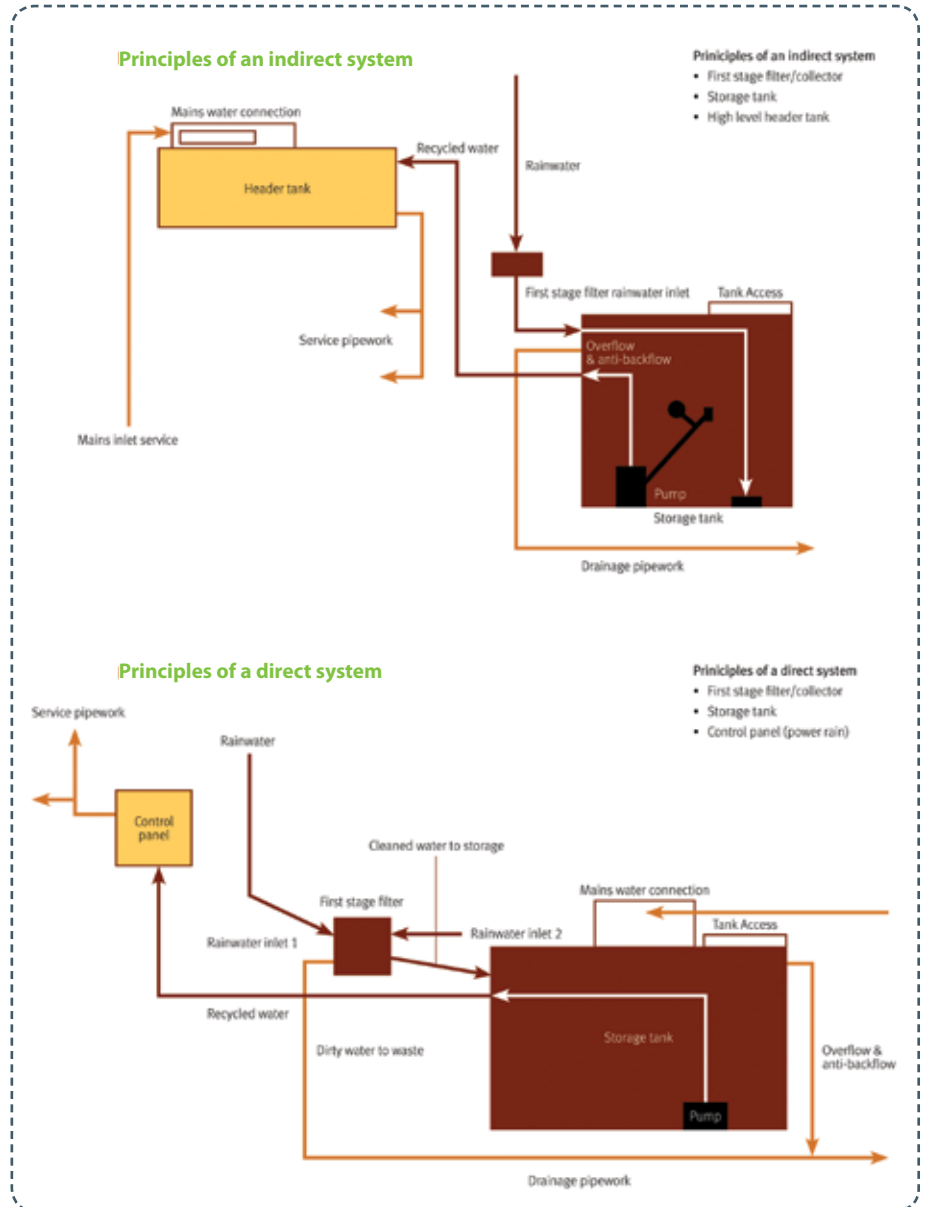 Principles of an indirect system
Priniciples of an indirect system
• First stage filter/collector
• Storage tank
• High level header tank
Mains water connection
Recycled water
Rainwater
Header tank
First stage filter rainwater inlet
Tank Access
Service pipework
Overflow
& anti-backflow
Mains inlet service
Pump
Storage tank
Drainage pipework
Principles of a direct system
Priniciples of a direct system
• First stage filter/collector
• Storage tank
• Control panel (power rain)
Service pipework
Rainwater
Control
panel
Cleaned water to storage
Mains water connection
First stage filter
Tank Access
Rainwater inlet 1
Rainwater inlet 2
Recycled water
Storage tank
Dirty water to waste
Overflow &
anti-backflow
Pump
Drainage pipework